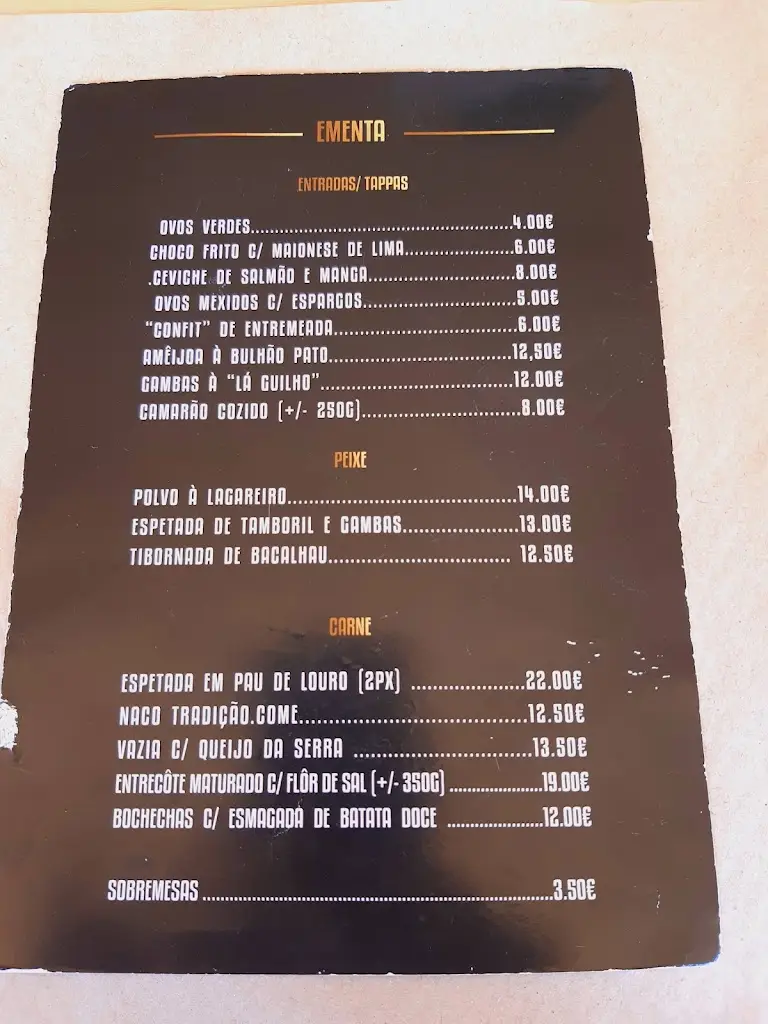 EMENTA
ENTRADAS/ TAPPAS
OVOS VERDES....................................................4.00€
CHOCO FRITO C/ MAIONESE DE LIMA......................6.00€
.CEVICHE DE SALMÃO E MANGA.............................8.00€
OVOS MEXIDOS C/ ESPARGOS...............................5.00€
"CONFIT" DE ENTREMEADA....................................6.00€
AMÊIJOA À BULHÃO PATO....................................12,50€
GAMBAS À "LÁ GUILHO"......................................12.00€
CAMARÃO COZIDO (+/- 250G)................................8.00€
PEIXE
POLVO À LAGAREIRO.............................................14.00€
ESPETADA DE TAMBORIL E GAMBAS.......................13.00€
TIBORNADA DE BACALHAU................................... 12.50€
CARNE
ESPETADA EM PAU DE LOURO (2PX) ......................22.00€
NACO TRADIÇÃO.COME............................................12.50€
VAZIA C/ QUEIJO DA SERRA ..................................13.50€
ENTRECÔTE MATURADO C/ FLÔR DE SAL (+/- 350G) ......................19.00€
BOCHECHAS C/ ESMAGADA DE BATATA DOCE ...................12.00€
SOBREMESAS ..............................................................................3.50€